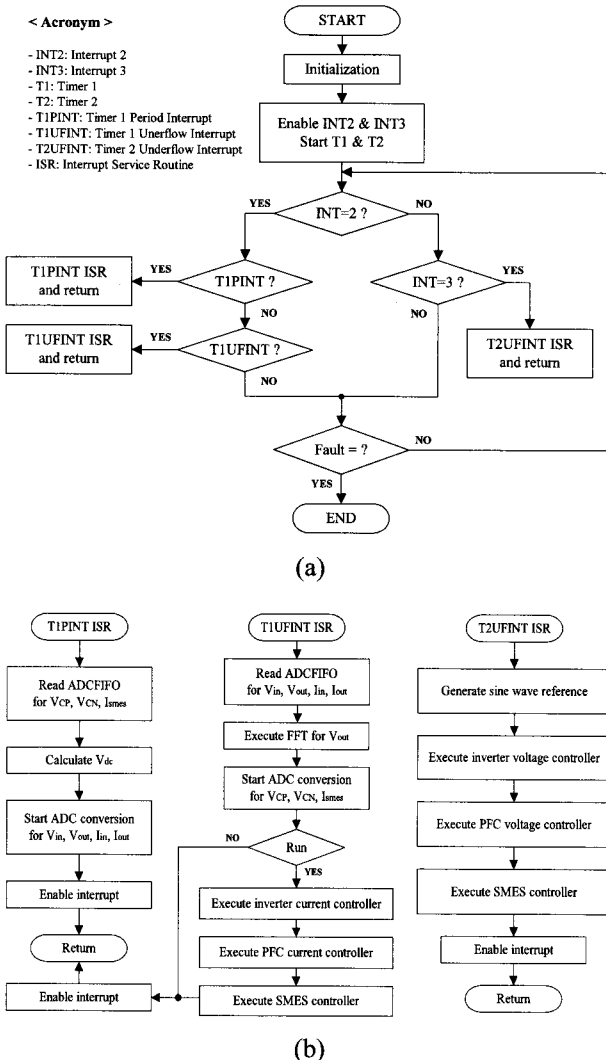 < Acronym >
- INT2: Interrupt 2
- INT3: Interrupt 3
- T1: Timer 1
- T2: Timer 2
- T1PINT: Timer 1 Period Interrupt
- T1UFINT: Timer 1 Unerflow Interrupt
- T2UFINT: Timer 2 Underflow Interrupt
- ISR: Interrupt Service Routine
START
Initialization
Enable INT2 & INT3
Start T1 & T2
YES
INT=2 ?
NO
T1PINT ISR
and return
YES
T1PINT ?
NO
INT=3 ?
YES
NO
T1UFINT ISR
and return
YES
T1UFINT ?
NO
T2UFINT ISR
and return
Fault = ?
NO
YES
END
(a)
T1PINT ISR
Read ADCFIFO
for VCP, VCN, Ismes
Calculate Vdc
Start ADC conversion
for Vin, Vout, Iin, Iout
Enable interrupt
Return
Enable interrupt
T1UFINT ISR
Read ADCFIFO
for Vin, Vout, Iin, Iout
Execute FFT for Vout
Start ADC conversion
for VCP, VCN, Ismes
NO
Run
YES
Execute inverter current controller
Execute PFC current controller
Execute SMES controller
T2UFINT ISR
Generate sine wave reference
Execute inverter voltage controller
Execute PFC voltage controller
Execute SMES controller
Enable interrupt
Return
(b)